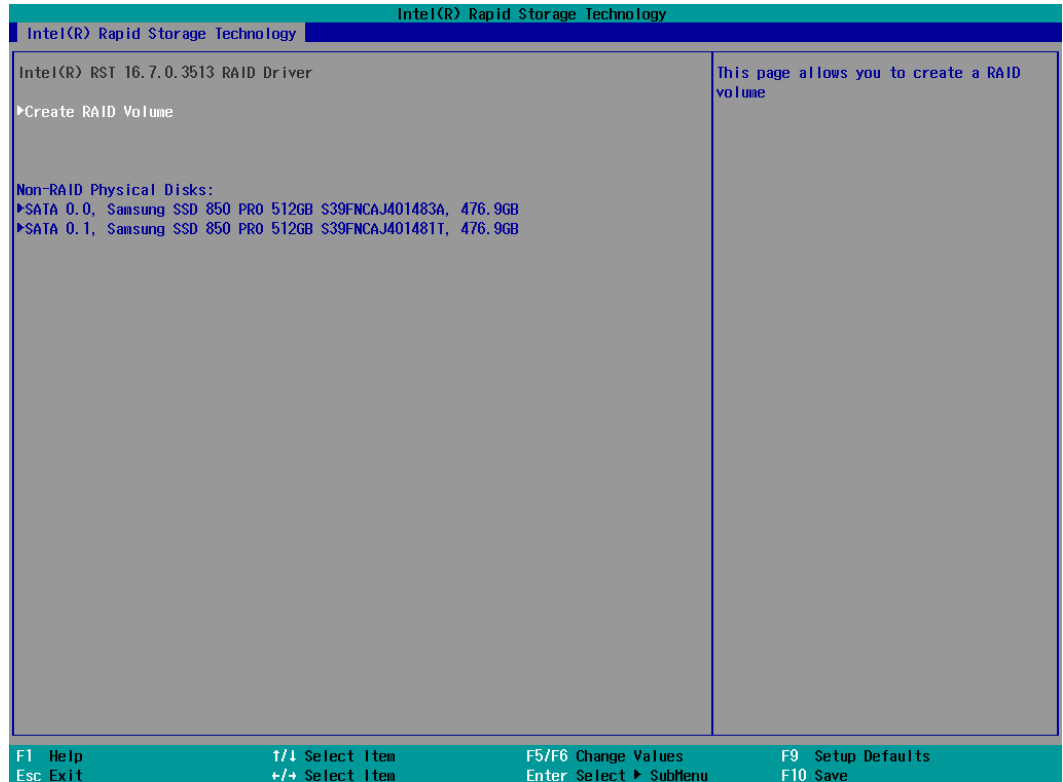 Intel(R) Rapid Storage Technology
Intel(R) Rapid Storage Technology
Intel(R) RST 16.7.0.3513 RAID Driver
▶Create RAID Volume
Non-RAID Physical Disks:
▶SATA 0.0, Samsung SSD 850 PRO 512GB S39FNCAJ401483A, 476.9GB
▶SATA 0.1, Samsung SSD 850 PRO 512GB S39FNCAJ401481T, 476.9GB
This page allows you to create a RAID
volume
F1 Help ↑/↓ Select Item F5/F6 Change Values F9 Setup Defaults
Esc Exit ←/→ Select Item Enter Select ▶ SubMenu F10 Save